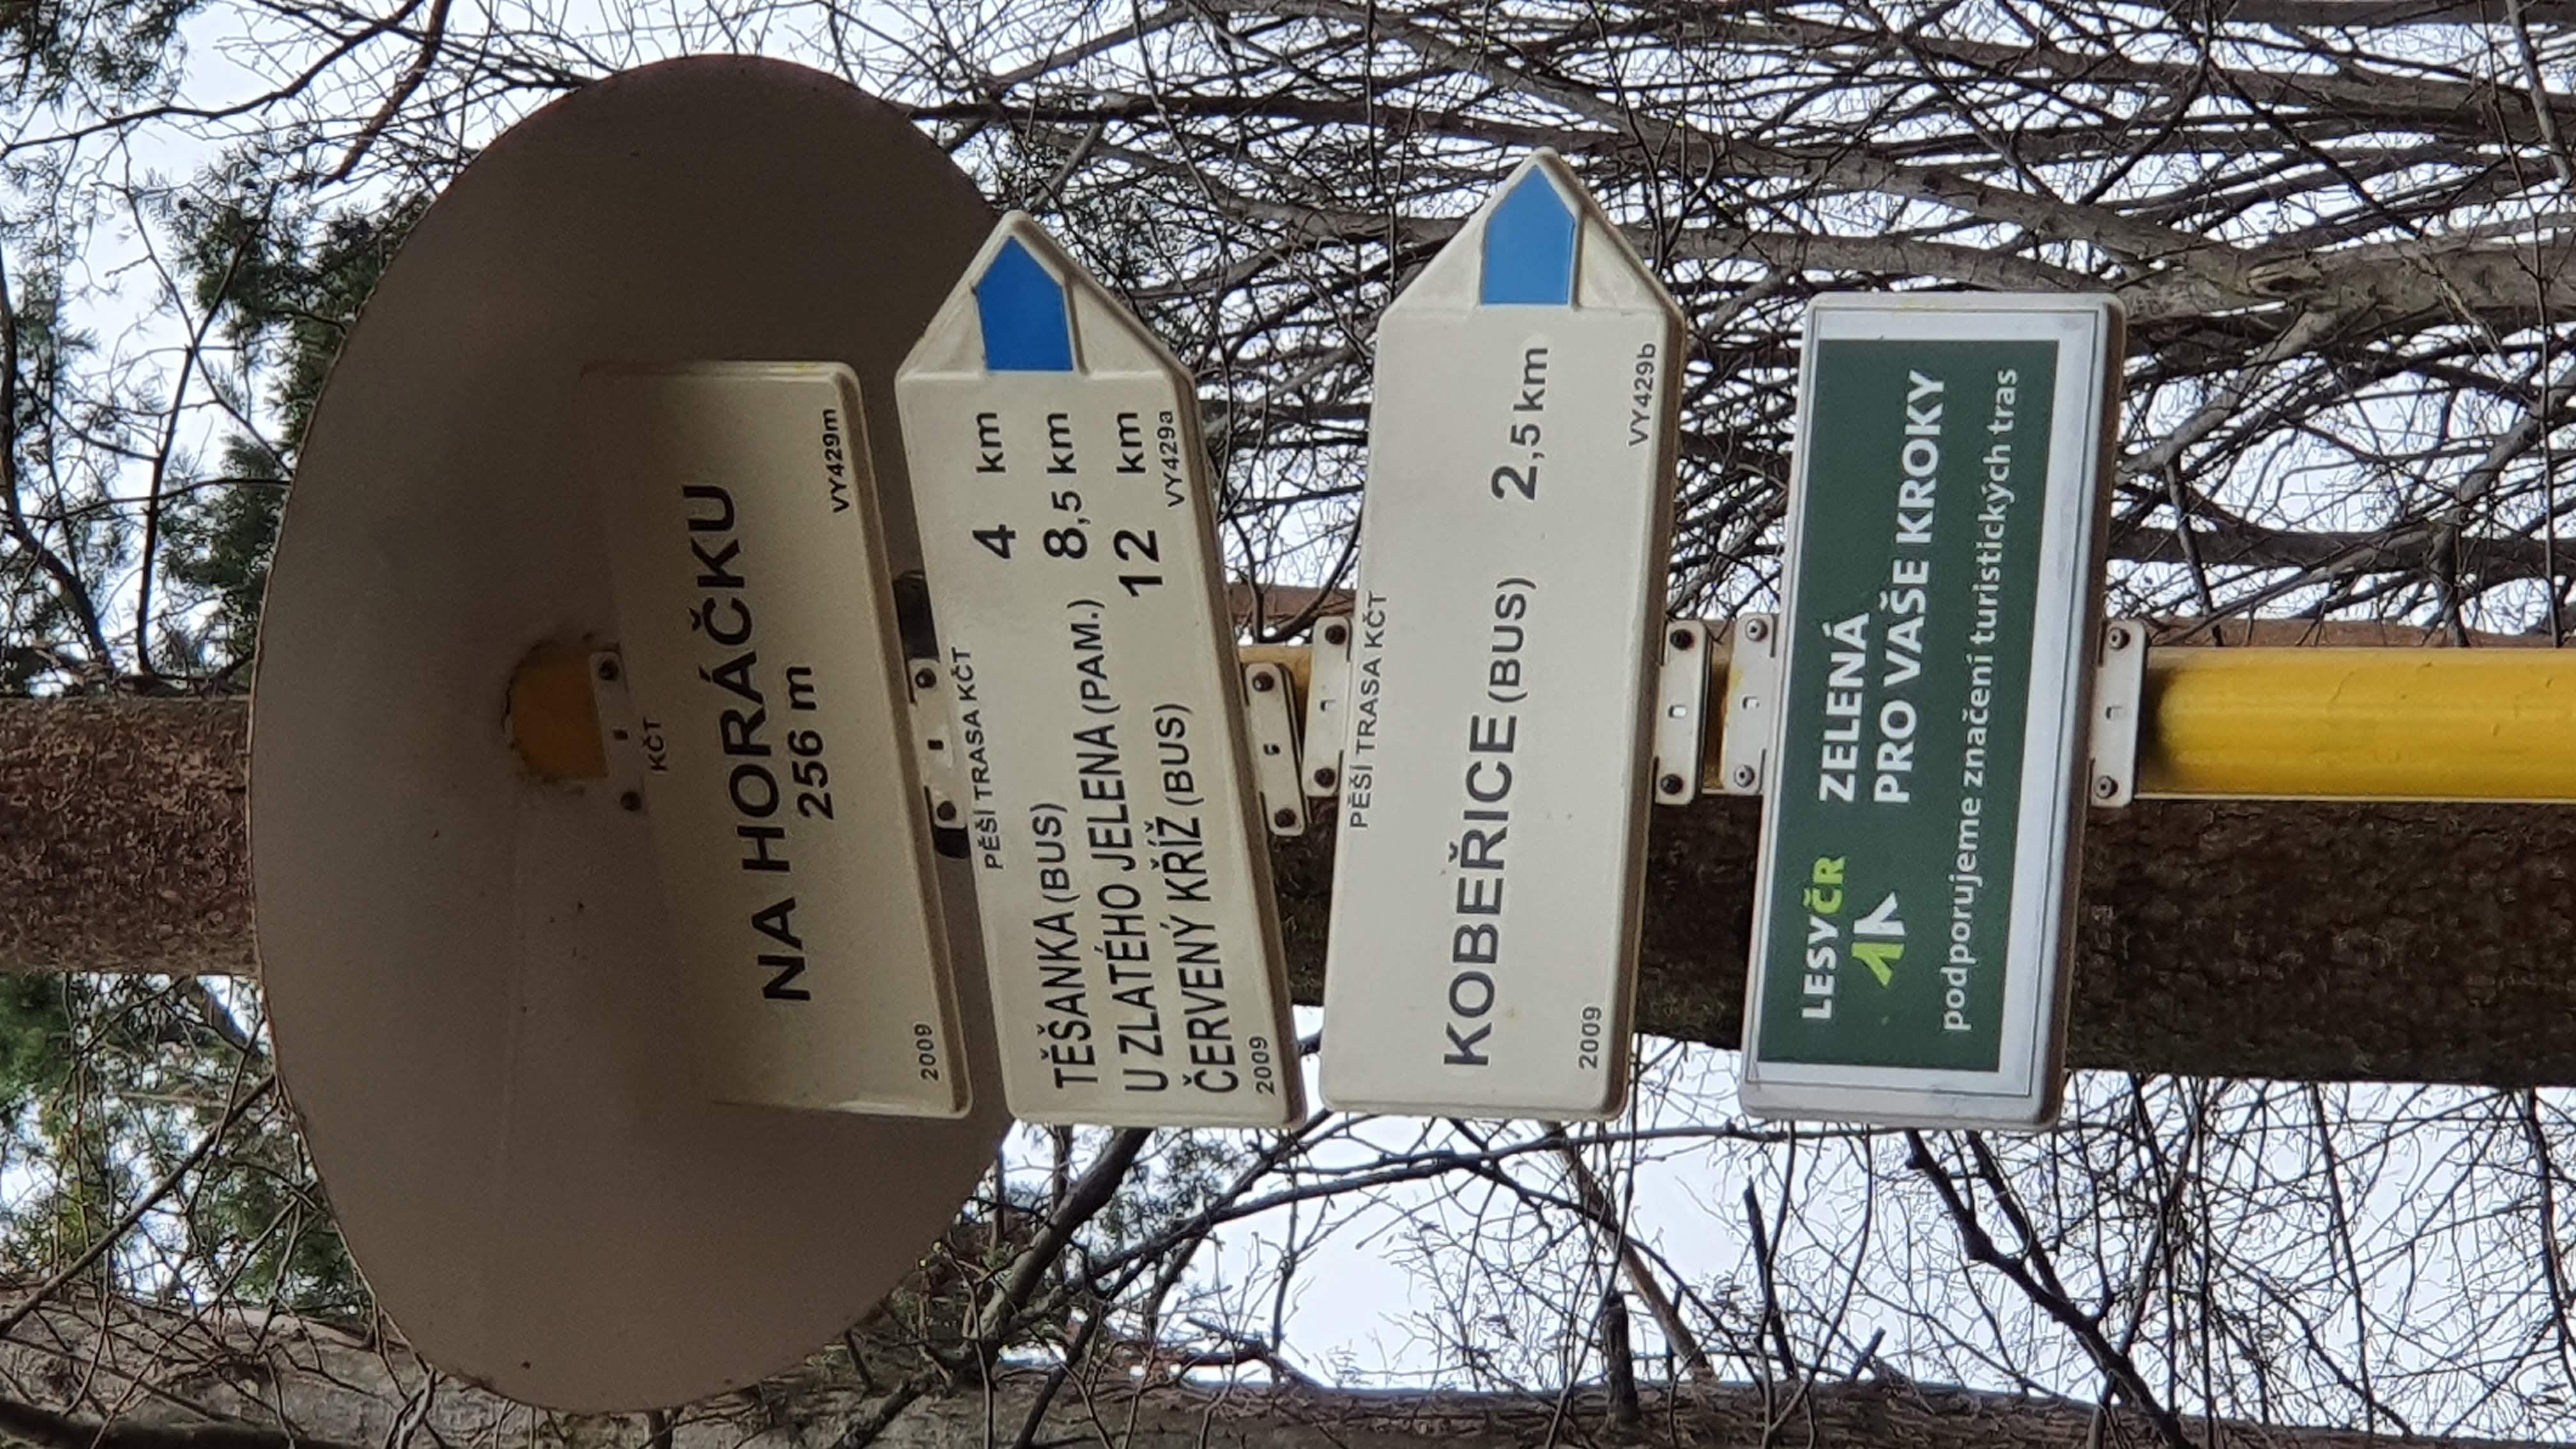 KČT
NA HORÁČKU
256 m
2009 VY429m
PĚŠÍ TRASA KČT
TĚŠANKA (BUS) 4 km
U ZLATÉHO JELENA (PAM.) 8,5 km
ČERVENÝ KŘÍŽ (BUS) 12 km
2009 VY429a
PĚŠÍ TRASA KČT
KOBEŘICE (BUS) 2,5 km
2009 VY429b
LESY ČR ZELENÁ
PRO VAŠE KROKY
podporujeme značení turistických tras